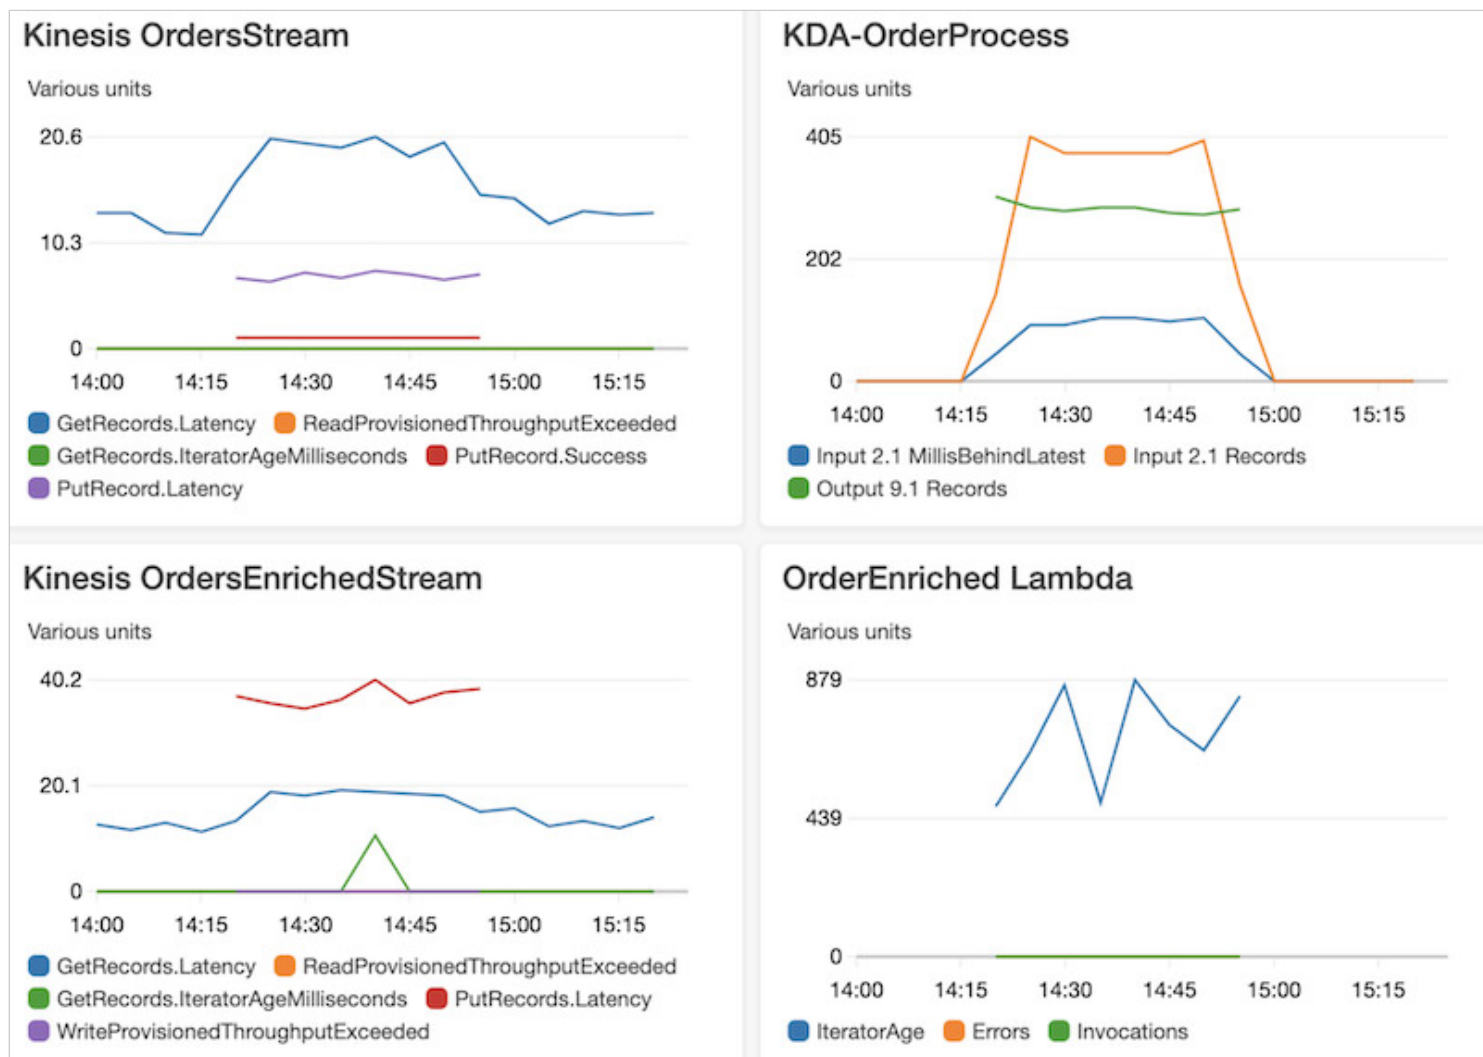 Kinesis OrdersStream
Various units
20.6
10.3
0
14:00 14:15 14:30 14:45 15:00 15:15
GetRecords.Latency ReadProvisionedThroughputExceeded
GetRecords.IteratorAgeMilliseconds PutRecord.Success
PutRecord.Latency
KDA-OrderProcess
Various units
405
202
0
14:00 14:15 14:30 14:45 15:00 15:15
Input 2.1 MillisBehindLatest Input 2.1 Records
Output 9.1 Records
Kinesis OrdersEnrichedStream
Various units
40.2
20.1
0
14:00 14:15 14:30 14:45 15:00 15:15
GetRecords.Latency ReadProvisionedThroughputExceeded
GetRecords.IteratorAgeMilliseconds PutRecords.Latency
WriteProvisionedThroughputExceeded
OrderEnriched Lambda
Various units
879
439
0
14:00 14:15 14:30 14:45 15:00 15:15
IteratorAge Errors Invocations